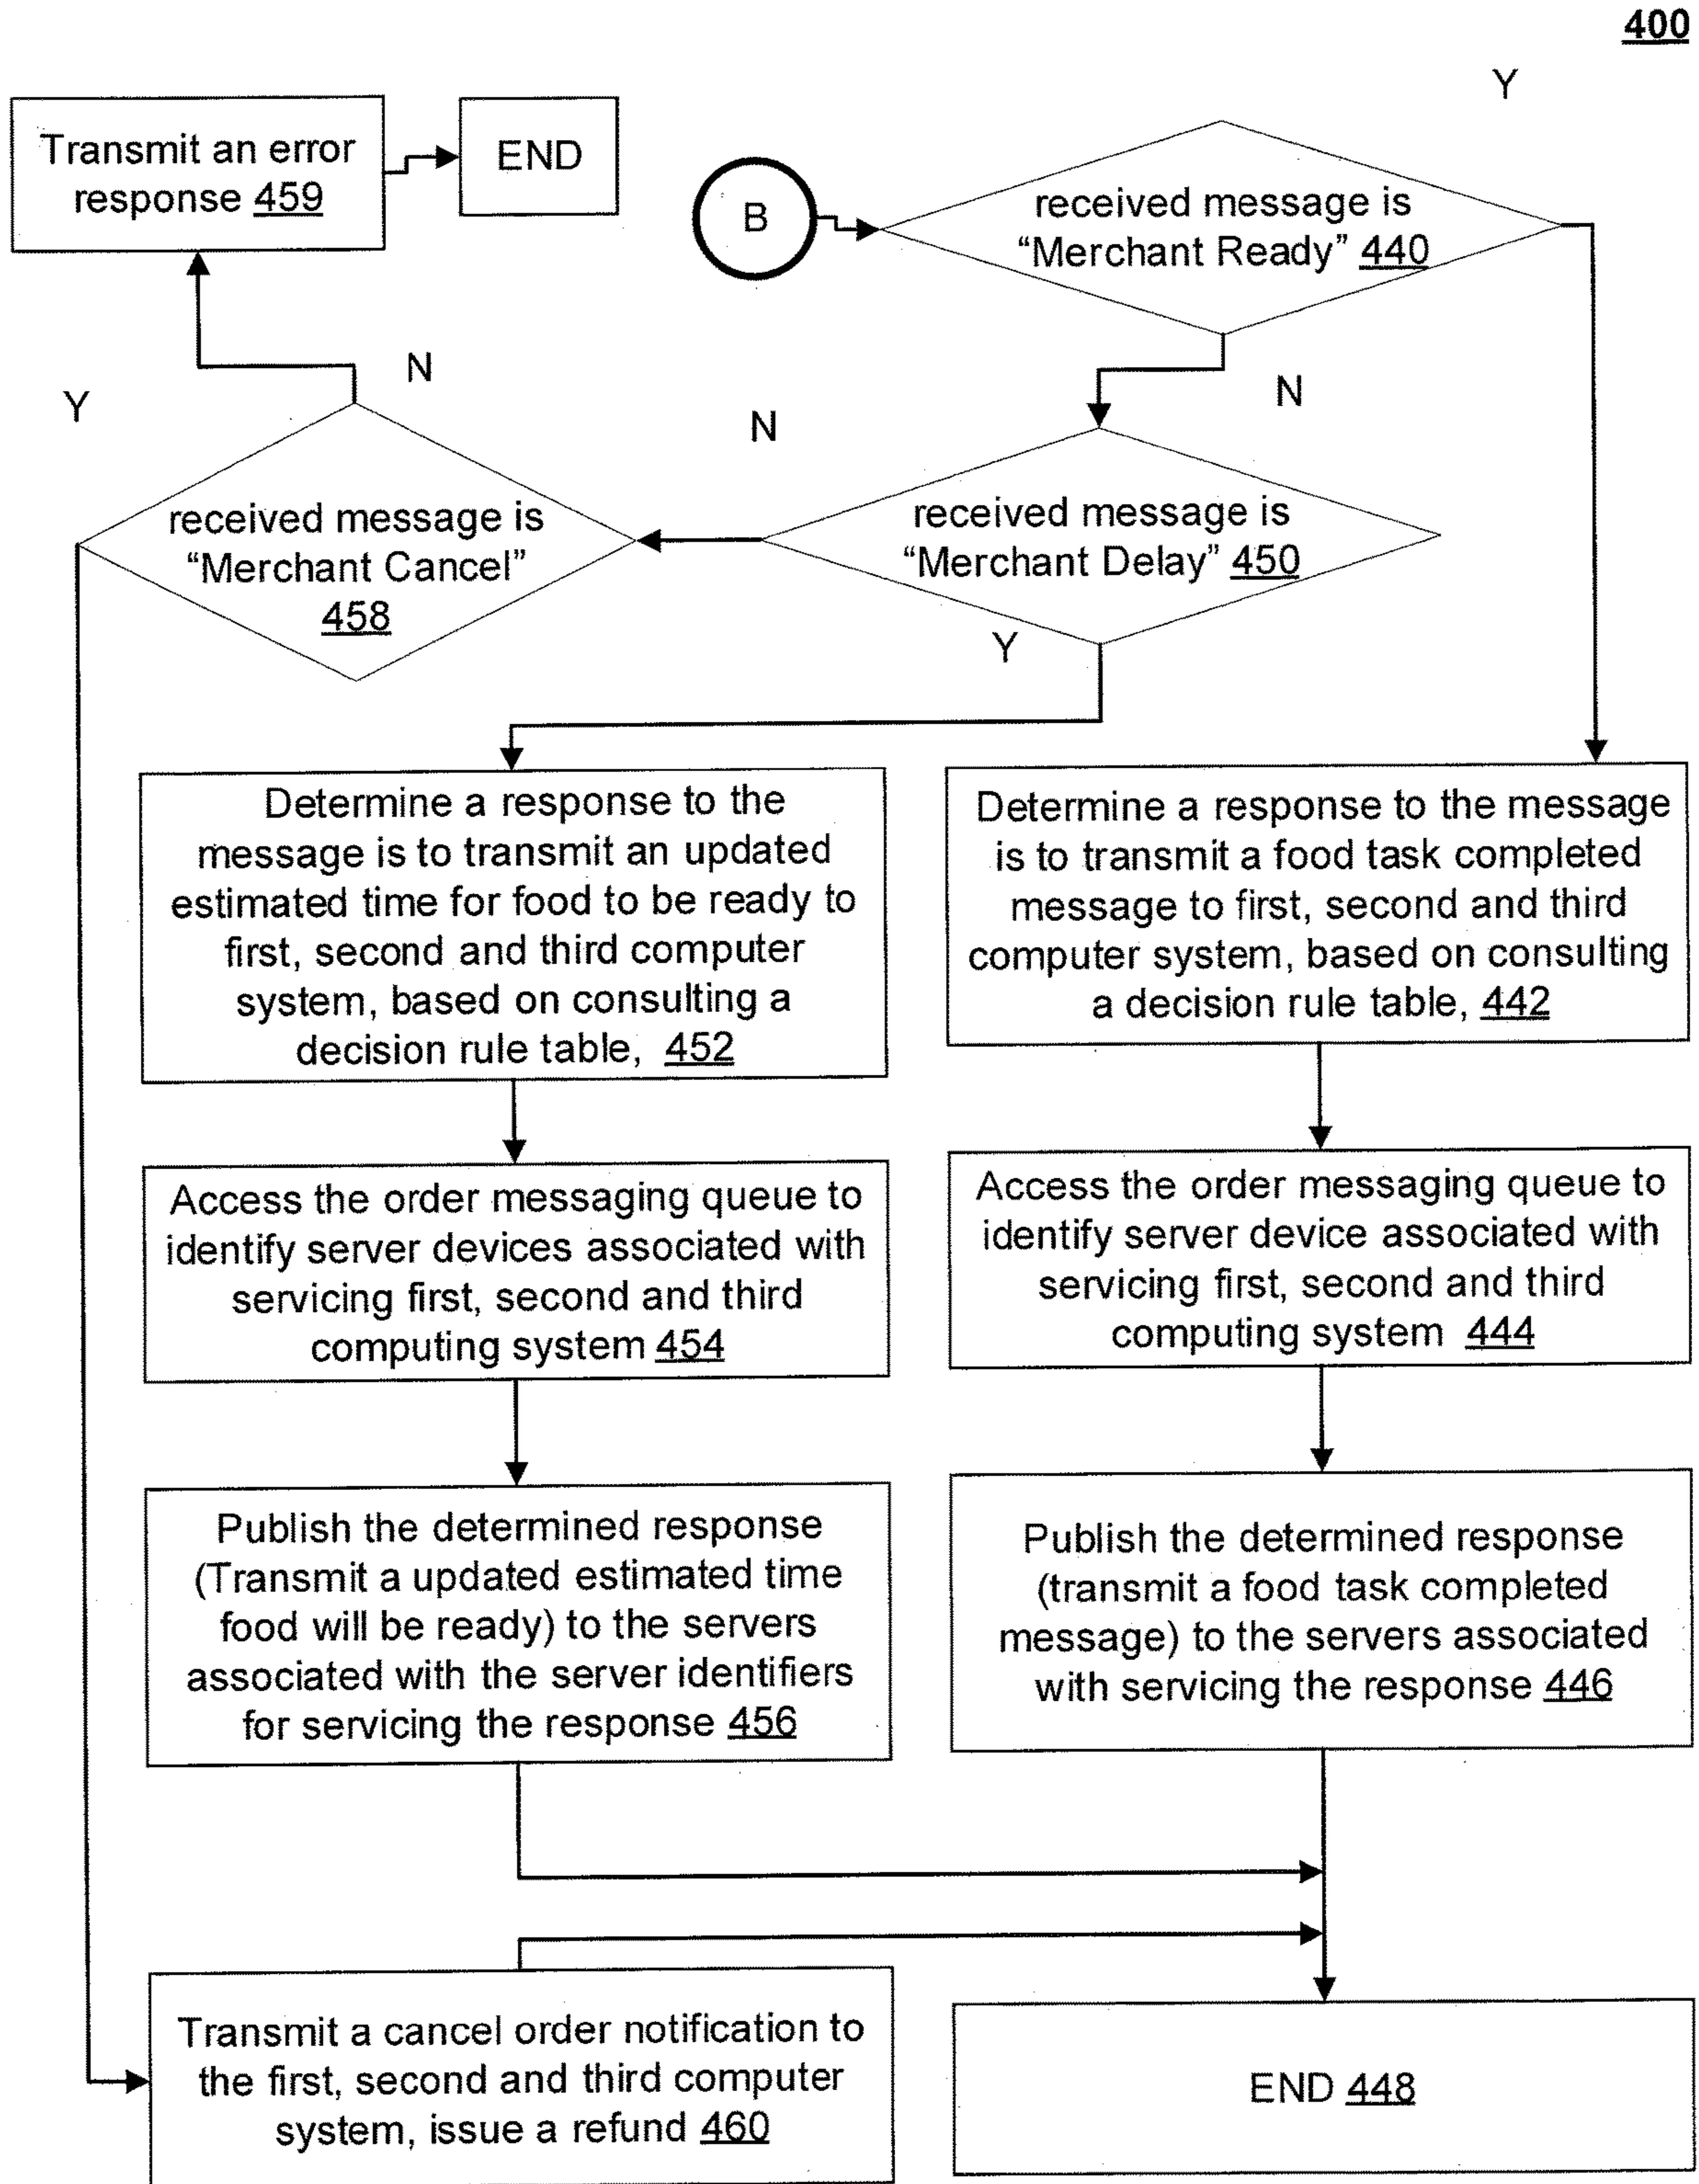 400
Y
Transmit an error
response 459
END
B
received message is
“Merchant Ready” 440
N
Y
N
N
received message is
“Merchant Cancel”
458
received message is
“Merchant Delay” 450
Y
Determine a response to the
message is to transmit an updated
estimated time for food to be ready to
first, second and third computer
system, based on consulting a
decision rule table, 452
Determine a response to the message
is to transmit a food task completed
message to first, second and third
computer system, based on consulting
a decision rule table, 442
Access the order messaging queue to
identify server devices associated with
servicing first, second and third
computing system 454
Access the order messaging queue to
identify server device associated with
servicing first, second and third
computing system 444
Publish the determined response
(Transmit a updated estimated time
food will be ready) to the servers
associated with the server identifiers
for servicing the response 456
Publish the determined response
(transmit a food task completed
message) to the servers associated
with servicing the response 446
Transmit a cancel order notification to
the first, second and third computer
system, issue a refund 460
END 448